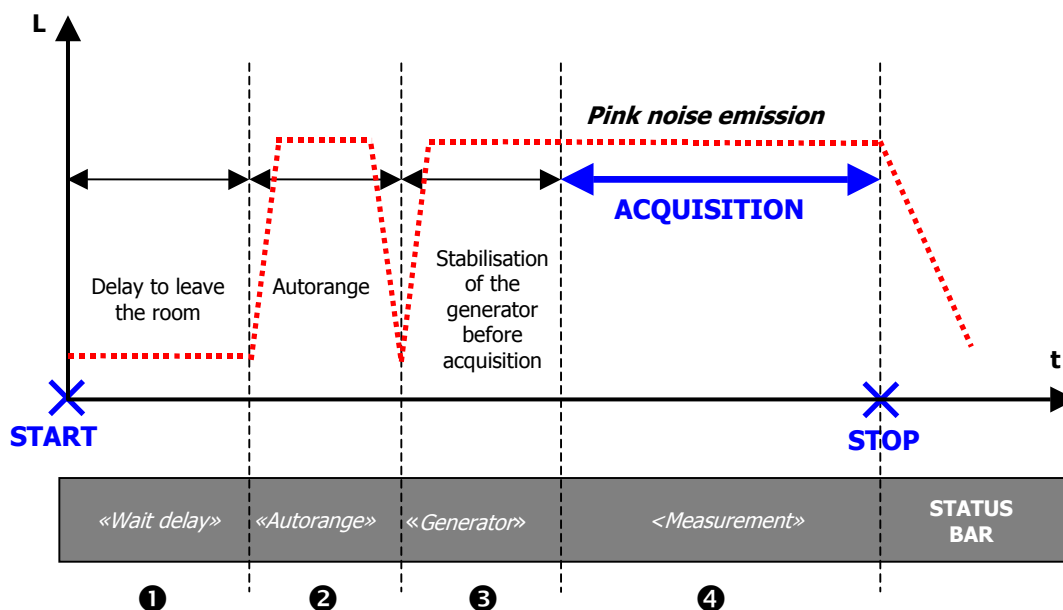 L
Pink noise emission
ACQUISITION
Delay to leave
the room
Autorange
Stabilisation
of the
generator
before
acquisition
t
START
STOP
«Wait delay»
«Autorange»
«Generator»
<Measurement»
STATUS
BAR
❶
❷
❸
❹